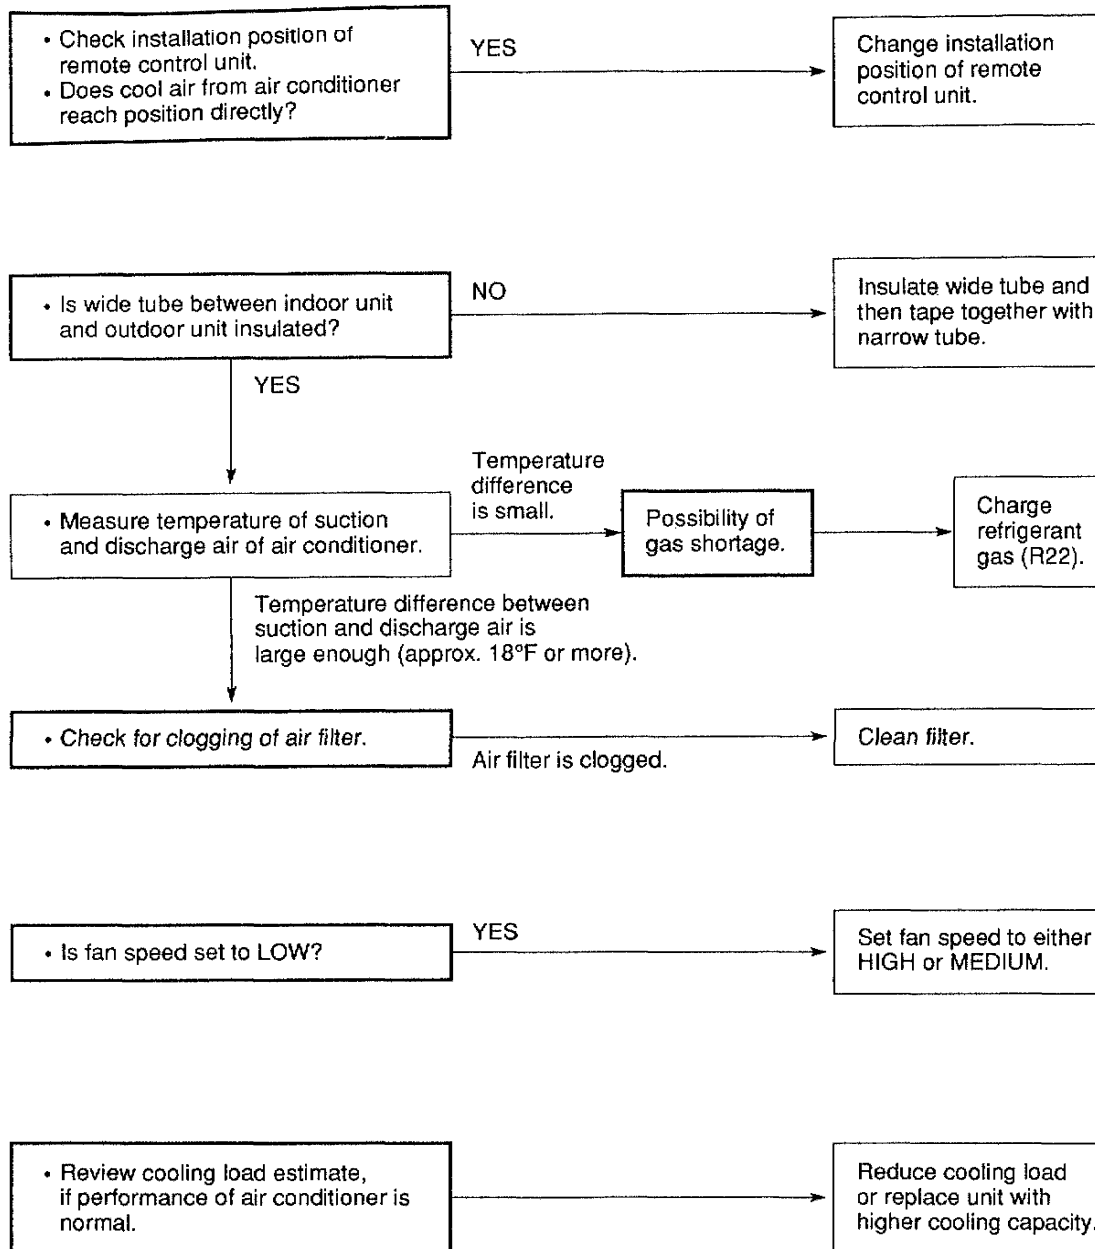 • Check installation position of
remote control unit.
• Does cool air from air conditioner
reach position directly?
YES
Change installation
position of remote
control unit.
• Is wide tube between indoor unit
and outdoor unit insulated?
NO
Insulate wide tube and
then tape together with
narrow tube.
YES
• Measure temperature of suction
and discharge air of air conditioner.
Temperature
difference
is small.
Possibility of
gas shortage.
Charge
refrigerant
gas (R22).
Temperature difference between
suction and discharge air is
large enough (approx. 18°F or more).
• Check for clogging of air filter.
Air filter is clogged.
Clean filter.
• Is fan speed set to LOW?
YES
Set fan speed to either
HIGH or MEDIUM.
• Review cooling load estimate,
if performance of air conditioner is
normal.
Reduce cooling load
or replace unit with
higher cooling capacity.